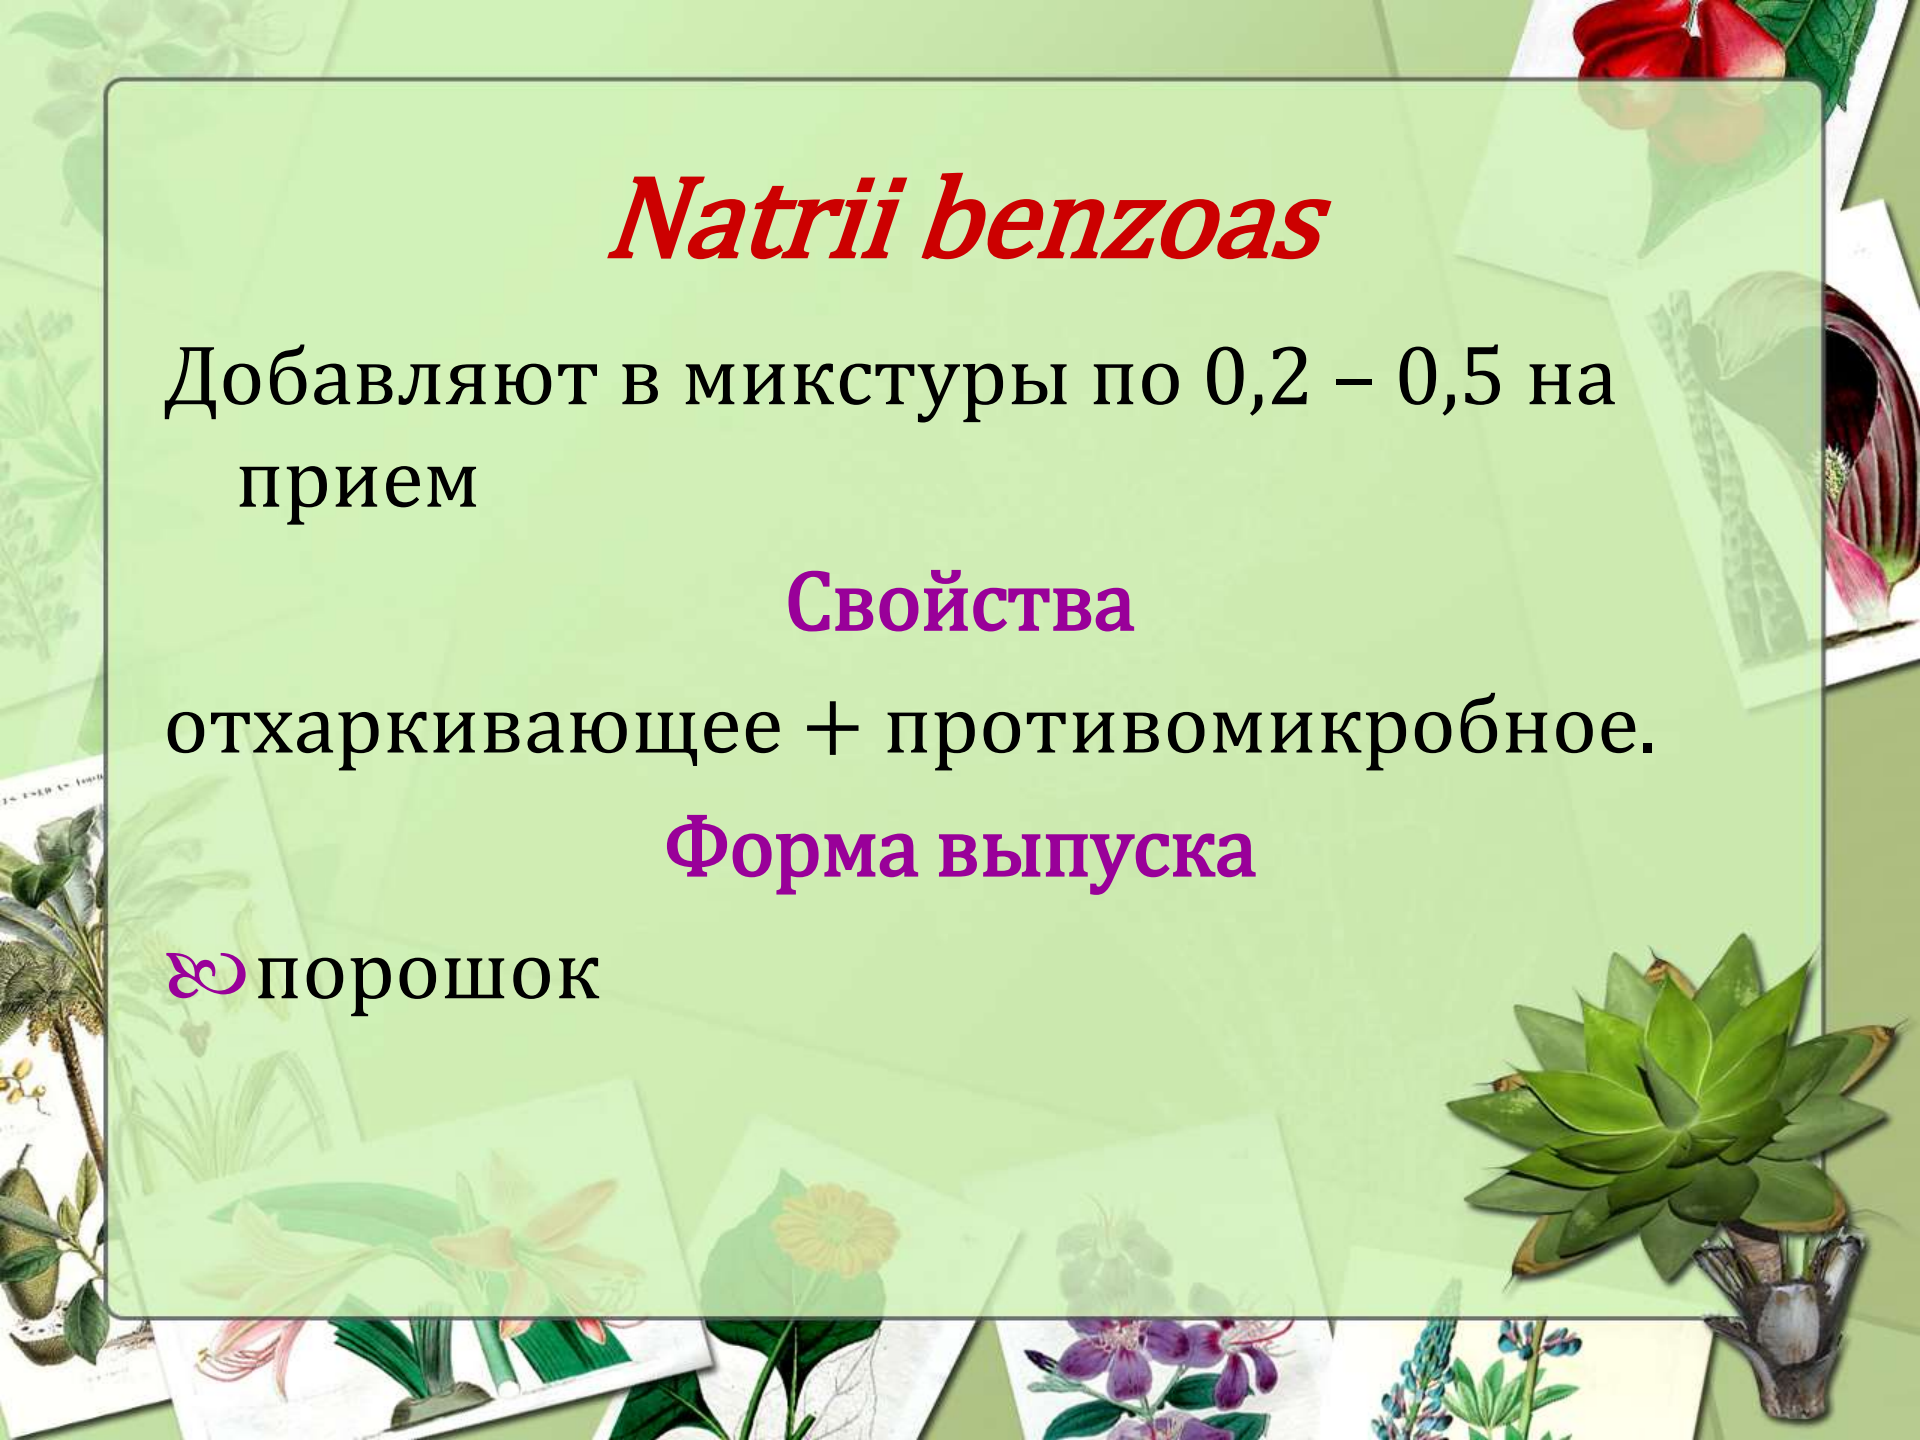 Natrii benzoas
Добавляют в микстуры по 0,2 – 0,5 на
прием
Свойства
отхаркивающее + противомикробное.
Форма выпуска
порошок